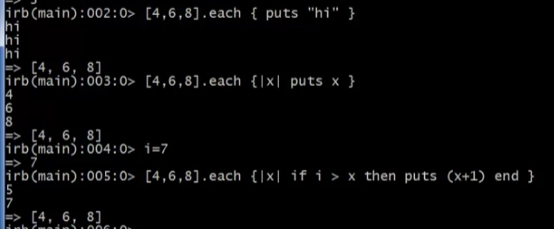 irb(main):002:0> [4,6,8].each { puts "hi" }
hi
hi
hi
=> [4, 6, 8]
irb(main):003:0> [4,6,8].each {|x| puts x }
4
6
8
=> [4, 6, 8]
irb(main):004:0> i=7
=> 7
irb(main):005:0> [4,6,8].each {|x| if i > x then puts (x+1) end }
5
7
=> [4, 6, 8]